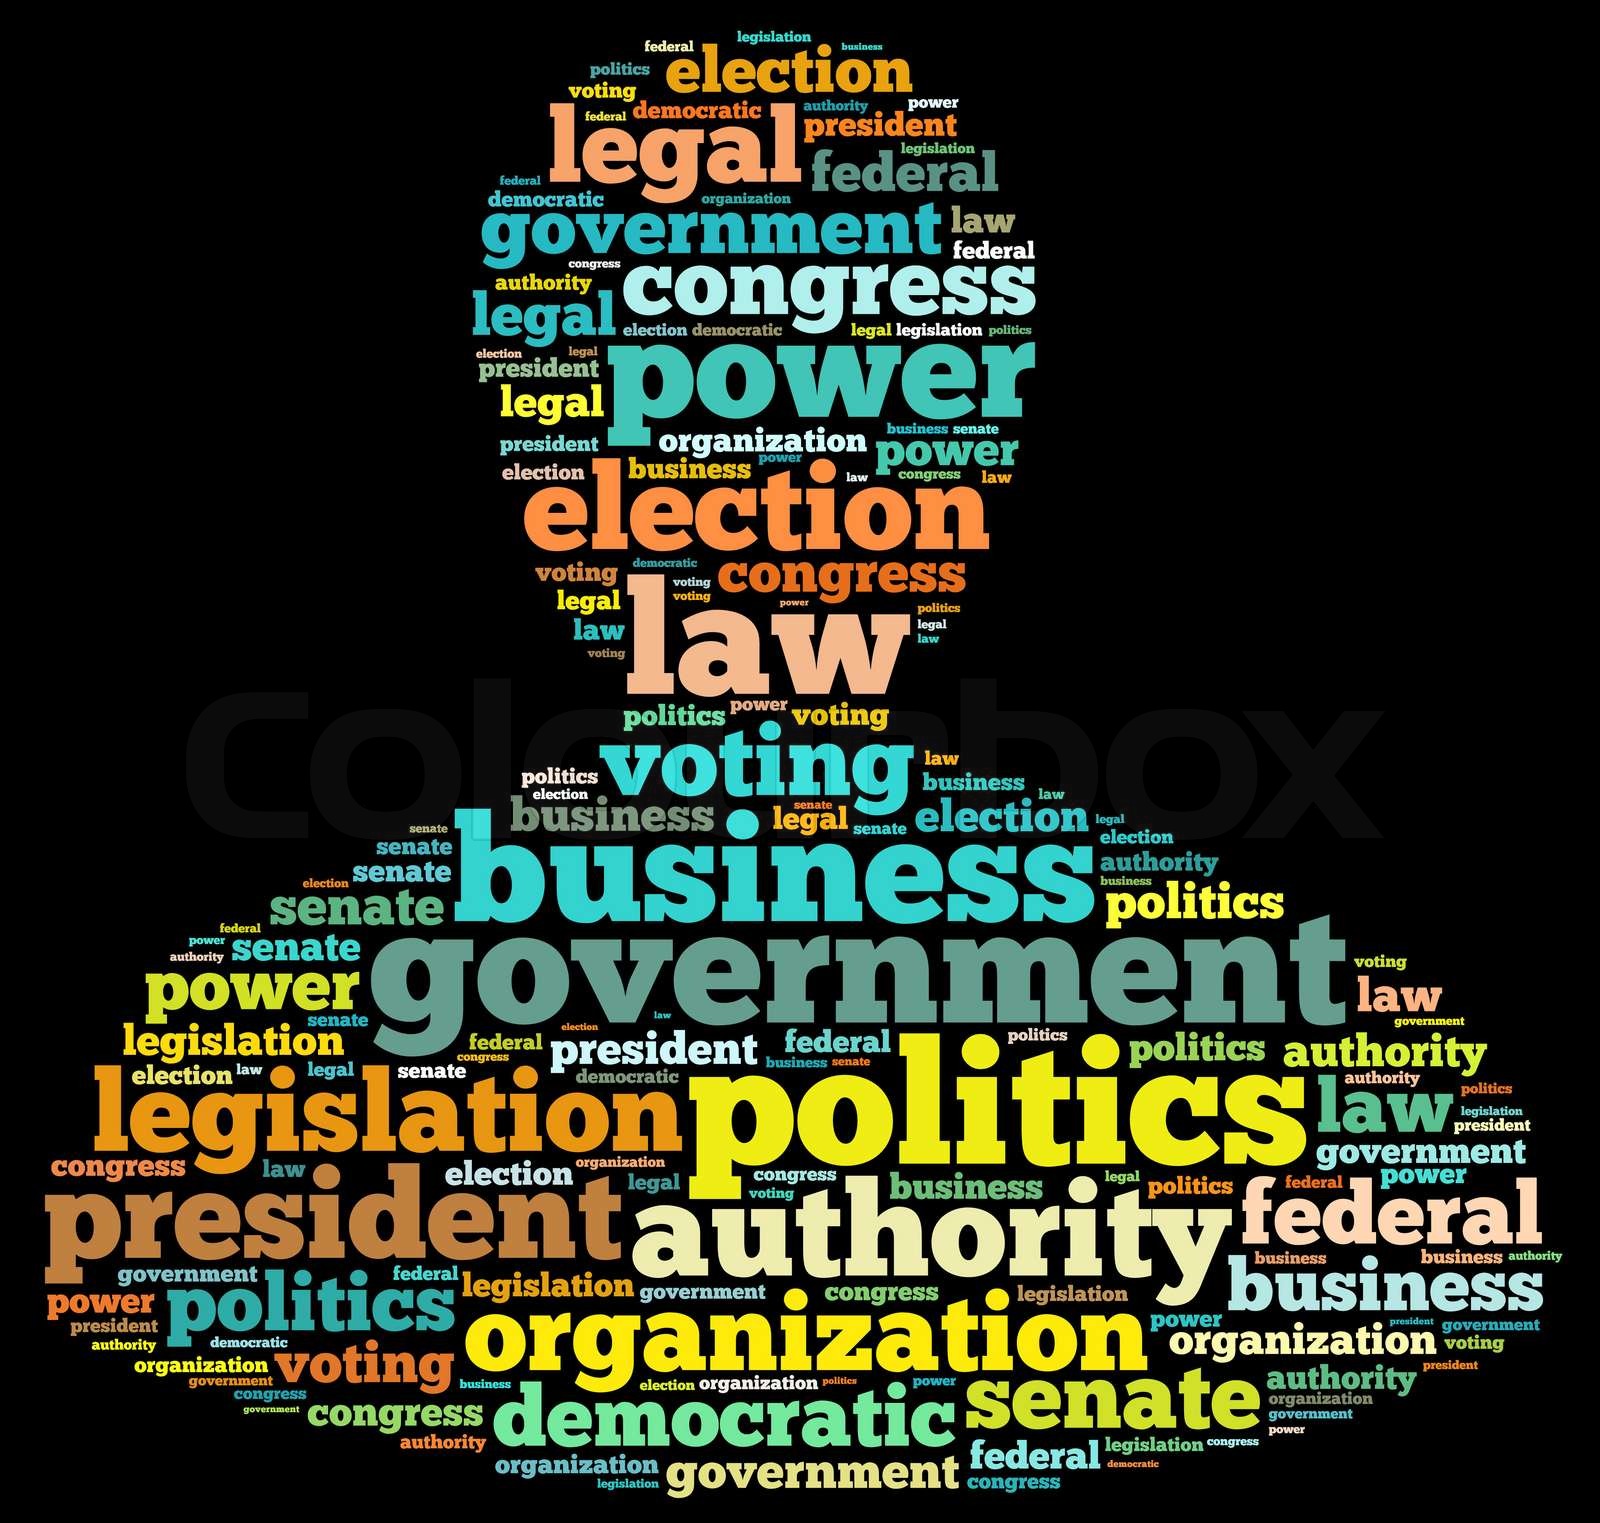 legislation
federal election business
politics
voting
federal democratic authority power
legal president
legislation
federal
federal
democratic organization
government law
federal
congress
authority congress
legal
election democratic legal legislation politics
election legal
president power
legal
business senate
president organization power
power
election business congress law
law
election
democratic
voting voting congress
legal voting power politics
law law legal
law
voting
power
politics voting
voting law
politics business
election law
business senate election legal
legal senate
senate election
senate business authority
senate business
election politics
senate
federal government
power senate voting
authority
power law
senate law government
election
legislation federal president federal politics politics authority
congress business senate
election law legal senate democratic politics authority politics
legislation law legislation
president
government
congress law election organization congress legal power
legal voting business politics federal
president authority federal
business business authority
government federal legislation government congress legislation business
power politics
president organization power president government
authority democratic organization voting
organization voting president
government business election organization politics power authority
congress senate organization
government congress democratic government
power
authority federal legislation congress
organization government democratic
legislation congress
Colourbox